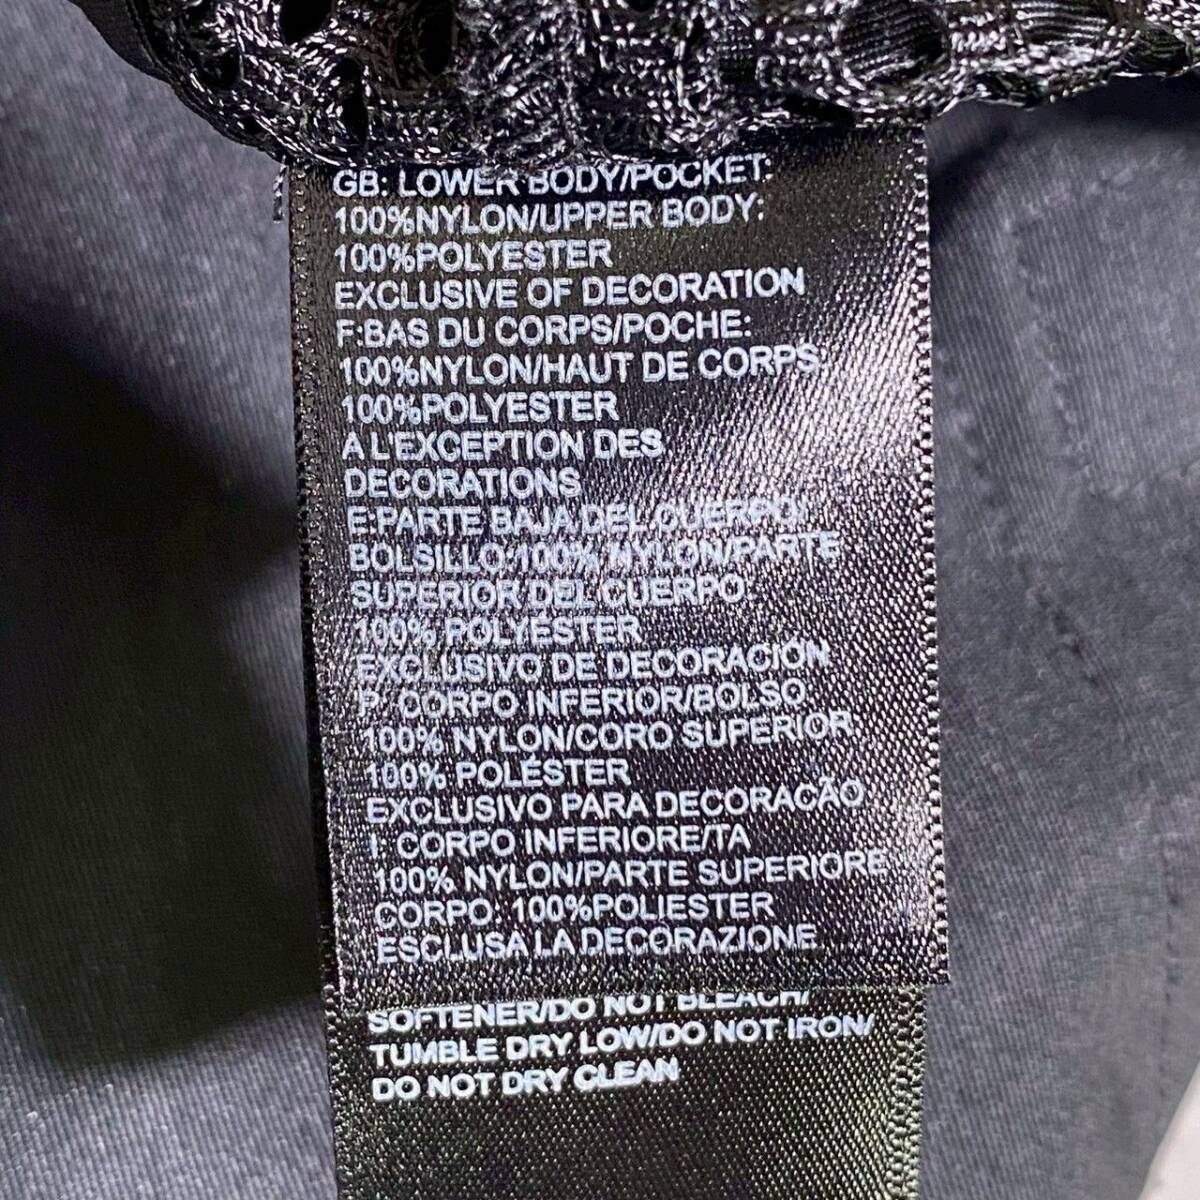 GB: LOWER BODY/POCKET:
100%NYLON/UPPER BODY:
100%POLYESTER
EXCLUSIVE OF DECORATION
F:BAS DU CORPS/POCHE:
100%NYLON/HAUT DE CORPS:
100%POLYESTER
A L'EXCEPTION DES
DECORATIONS
E:PARTE BAJA DEL CUERPO/
BOLSILLO:100% NYLON/PARTE
SUPERIOR DEL CUERPO:
100% POLYESTER
EXCLUSIVO DE DECORACIÓN
P: CORPO INFERIOR/BOLSO
100% NYLON/CORO SUPERIOR
100% POLÉSTER
EXCLUSIVO PARA DECORACÃO
I: CORPO INFERIORE/TA
100% NYLON/PARTE SUPERIORE
CORPO: 100%POLIESTER
ESCLUSA LA DECORAZIONE
SOFTENER/DO NOT BLEACH/
TUMBLE DRY LOW/DO NOT IRON/
DO NOT DRY CLEAN